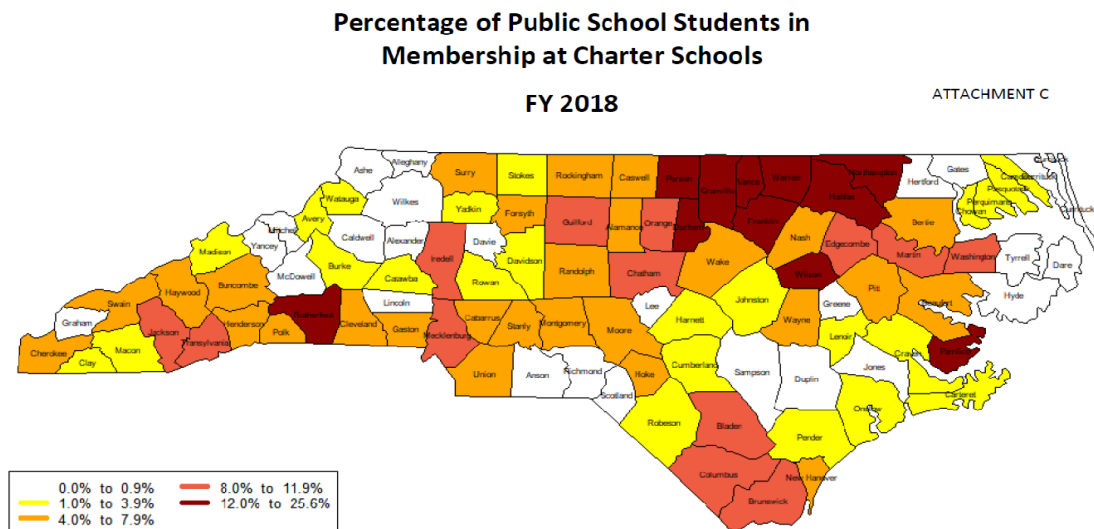 Percentage of Public School Students in
Membership at Charter Schools
FY 2018
ATTACHMENT C
Ashe
Alleghany
Surry
Stokes
Rockingham
Caswell
Person
Granville
Vance
Warren
Northampton
Hertford
Gates
Camden
Currituck
Currituck
Currituck
Pasquotank
Perquimans
Chowan
Watauga
Wilkes
Yadkin
Forsyth
Guilford
Alamance
Orange
Durham
Franklin
Halifax
Bertie
Avery
Mitchell
Yancey
Caldwell
Alexander
Iredell
Davie
Davidson
Randolph
Chatham
Wake
Nash
Edgecombe
Martin
Washington
Tyrrell
Dare
Madison
McDowell
Burke
Catawba
Rowan
Wilson
Pitt
Beaufort
Hyde
Swain
Haywood
Buncombe
Rutherford
Lincoln
Lee
Johnston
Greene
Wayne
Graham
Jackson
Henderson
Polk
Cleveland
Gaston
Mecklenburg
Cabarrus
Stanly
Montgomery
Moore
Harnett
Lenoir
Craven
Pamlico
Cherokee
Clay
Macon
Transylvania
Union
Anson
Richmond
Scotland
Hoke
Cumberland
Sampson
Duplin
Jones
Carteret
Onslow
Robeson
Bladen
Pender
Columbus
New Hanover
Brunswick
0.0% to 0.9%
1.0% to 3.9%
4.0% to 7.9%
8.0% to 11.9%
12.0% to 25.6%